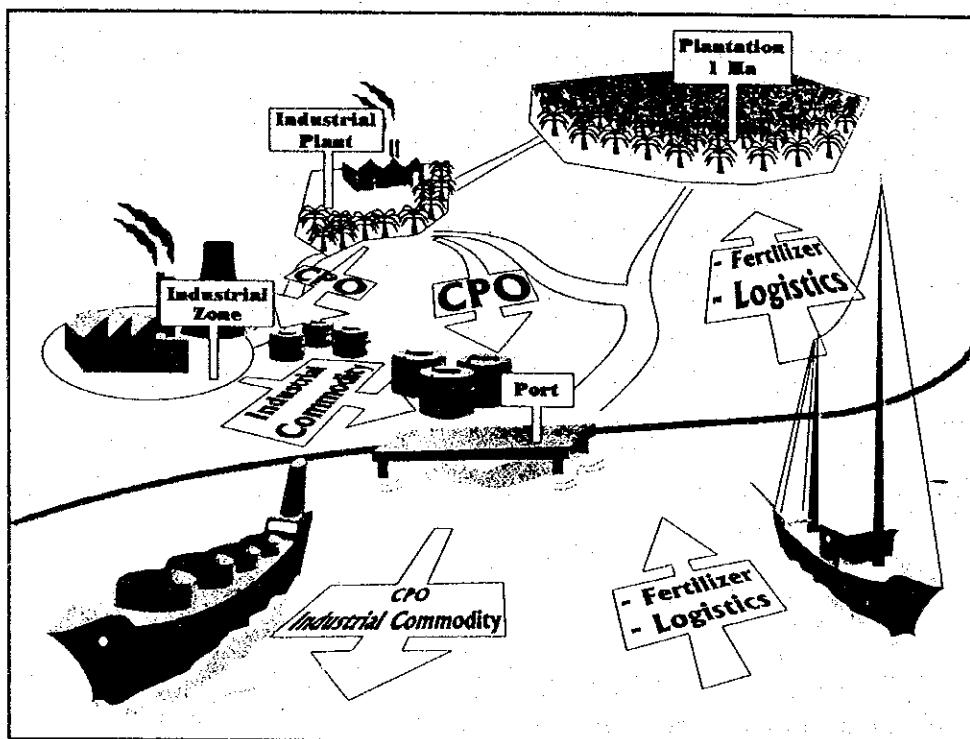 Plantation
1 Ha
Industrial
Plant
CPO
CPO
- Fertilizer
- Logistics
Industrial
Zone
Industrial
Commodity
Port
CPO
Industrial Commodity
- Fertilizer
- Logistics